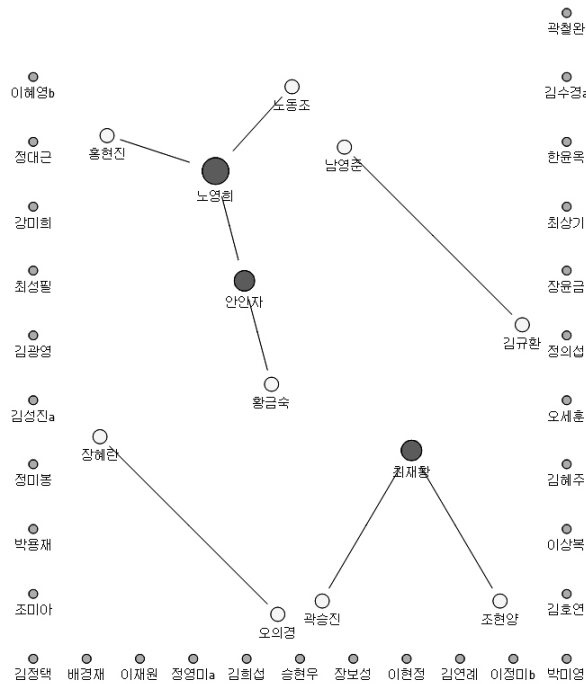 곽철완
이혜영b
노동조
김수경a
정대근
홍현진
남영준
한윤옥
강미희
노영희
최상기
최성필
안인자
장윤금
김광영
김규환
정의섭
김성진a
황금숙
오세훈
정미봉
장혜란
최재황
김혜주
박용재
이상복
조미아
오의경
곽승진
조현양
김호연
김정택 배경재 이재원 정영미a 김희섭 승현우 장보성 이현정 김연례 이정미b 박미영